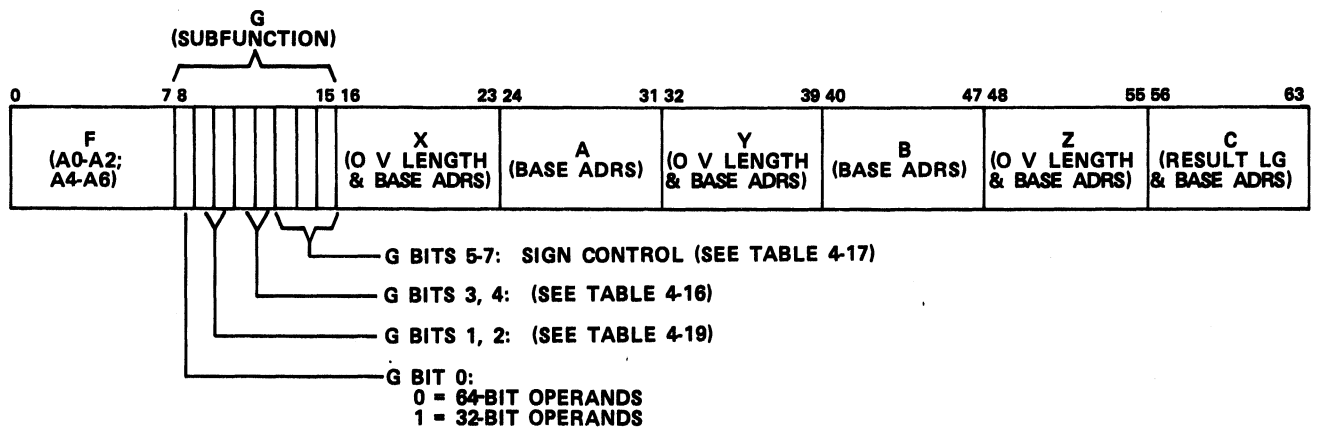 G
(SUBFUNCTION)
0 7 8 15 16 23 24 31 32 39 40 47 48 55 56 63
F
(A0-A2;
A4-A6)
X
(O V LENGTH
& BASE ADRS)
A
(BASE ADRS)
Y
(O V LENGTH
& BASE ADRS)
B
(BASE ADRS)
Z
(O V LENGTH
& BASE ADRS)
C
(RESULT LG
& BASE ADRS)
G BITS 5-7: SIGN CONTROL (SEE TABLE 4-17)
G BITS 3, 4: (SEE TABLE 4-16)
G BITS 1, 2: (SEE TABLE 4-19)
G BIT 0:
0 = 64-BIT OPERANDS
1 = 32-BIT OPERANDS